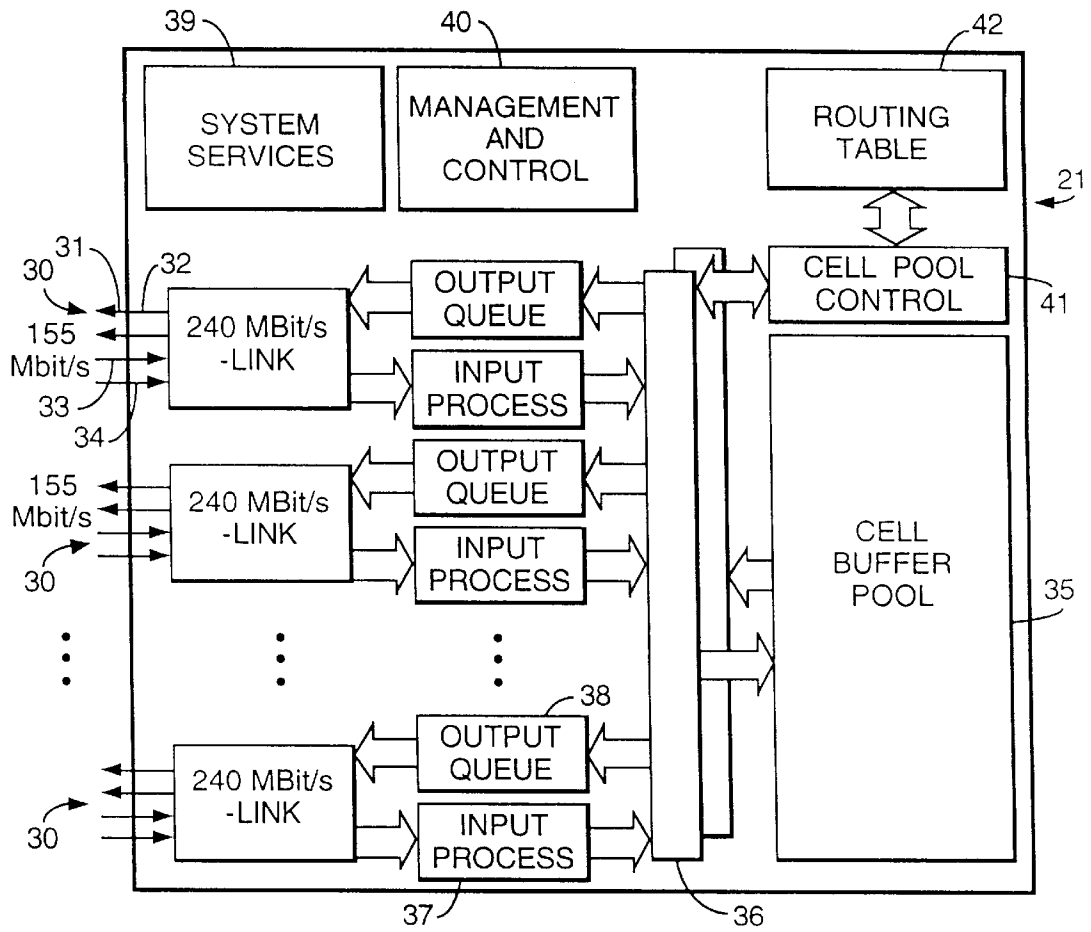 39
40
42
SYSTEM
SERVICES
MANAGEMENT
AND
CONTROL
ROUTING
TABLE
21
31
30
32
155
Mbit/s
33
34
240 MBit/s
-LINK
OUTPUT
QUEUE
INPUT
PROCESS
CELL POOL
CONTROL
41
155
Mbit/s
30
240 MBit/s
-LINK
OUTPUT
QUEUE
INPUT
PROCESS
CELL
BUFFER
POOL
35
38
30
240 MBit/s
-LINK
OUTPUT
QUEUE
INPUT
PROCESS
37
36